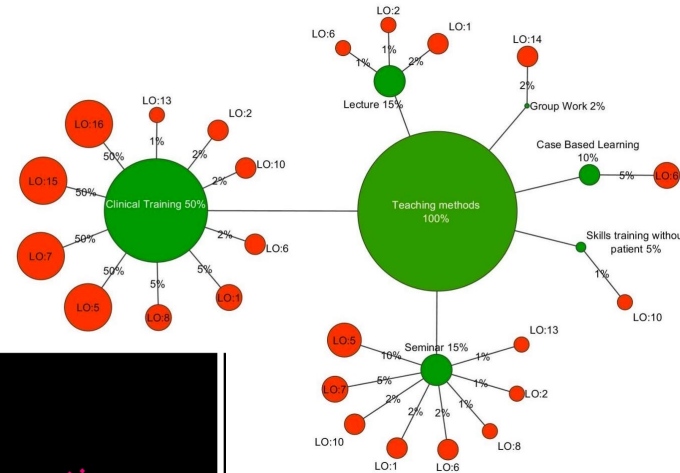 LO:2
LO:1
LO:6
1%
1%
2%
Lecture 15%
LO:14
2%
Group Work 2%
Case Based Learning
10%
5%
LO:6
Skills training withou
patient 5%
1%
LO:10
Teaching methods
100%
LO:13
LO:2
LO:16
LO:10
1%
2%
50%
2%
LO:15
50%
Clinical Training 50%
50%
2%
LO:6
LO:7
50%
5%
5%
LO:5
LO:8
LO:1
Seminar 15%
LO:13
LO:5
10%
1%
LO:7
5%
1%
LO:2
2%
2%
2%
1%
LO:10
LO:8
LO:1
LO:6